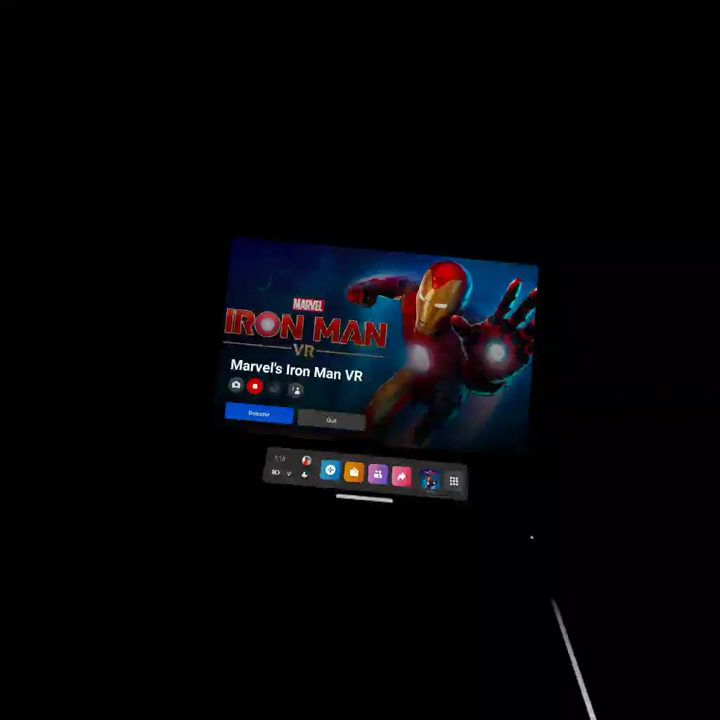 MARVEL
IRON MAN
VR
Marvel's Iron Man VR
Resume
Quit